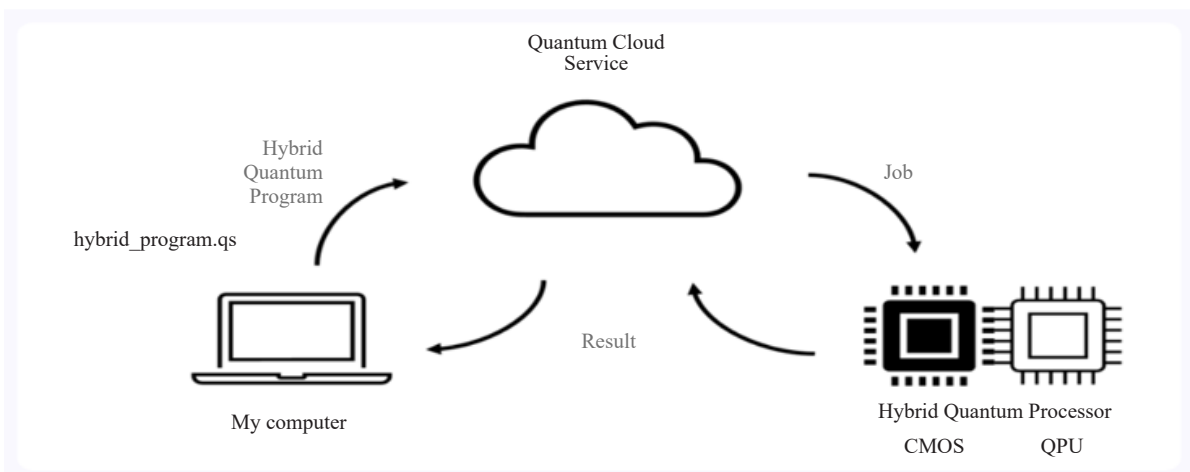 Quantum Cloud
Service
Hybrid
Quantum
Program
Job
hybrid_program.qs
Result
My computer
Hybrid Quantum Processor
CMOS QPU